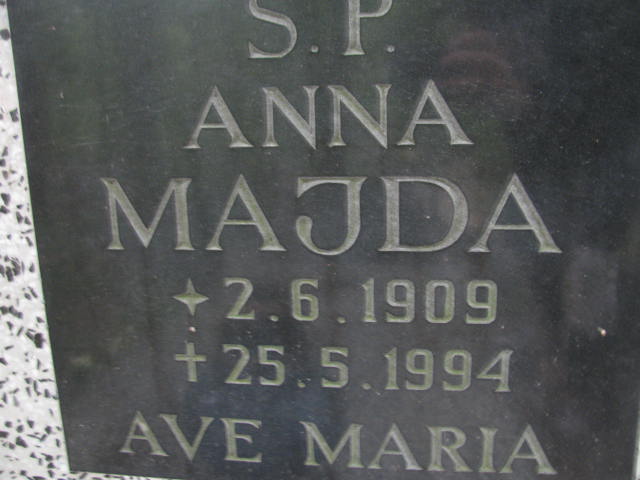 S.P.
ANNA
MAJDA
✦ 2.6.1909
✝ 25.5.1994
AVE MARIA